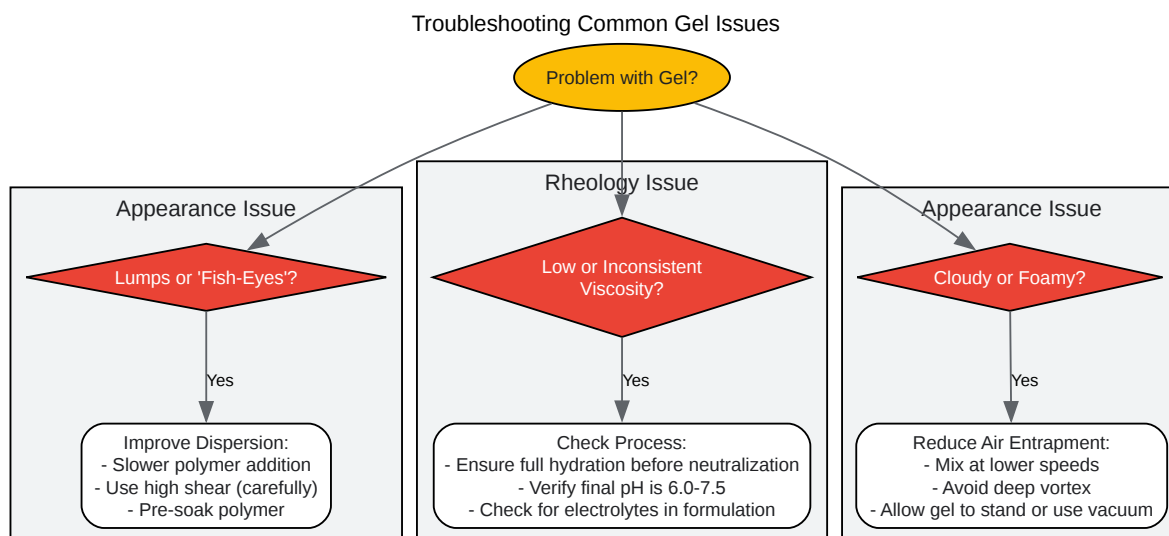 Troubleshooting Common Gel Issues
Problem with Gel?
Appearance Issue
Lumps or 'Fish-Eyes'?
Yes
Improve Dispersion:
- Slower polymer addition
- Use high shear (carefully)
- Pre-soak polymer
Rheology Issue
Low or Inconsistent
Viscosity?
Yes
Check Process:
- Ensure full hydration before neutralization
- Verify final pH is 6.0-7.5
- Check for electrolytes in formulation
Appearance Issue
Cloudy or Foamy?
Yes
Reduce Air Entrapment:
- Mix at lower speeds
- Avoid deep vortex
- Allow gel to stand or use vacuum